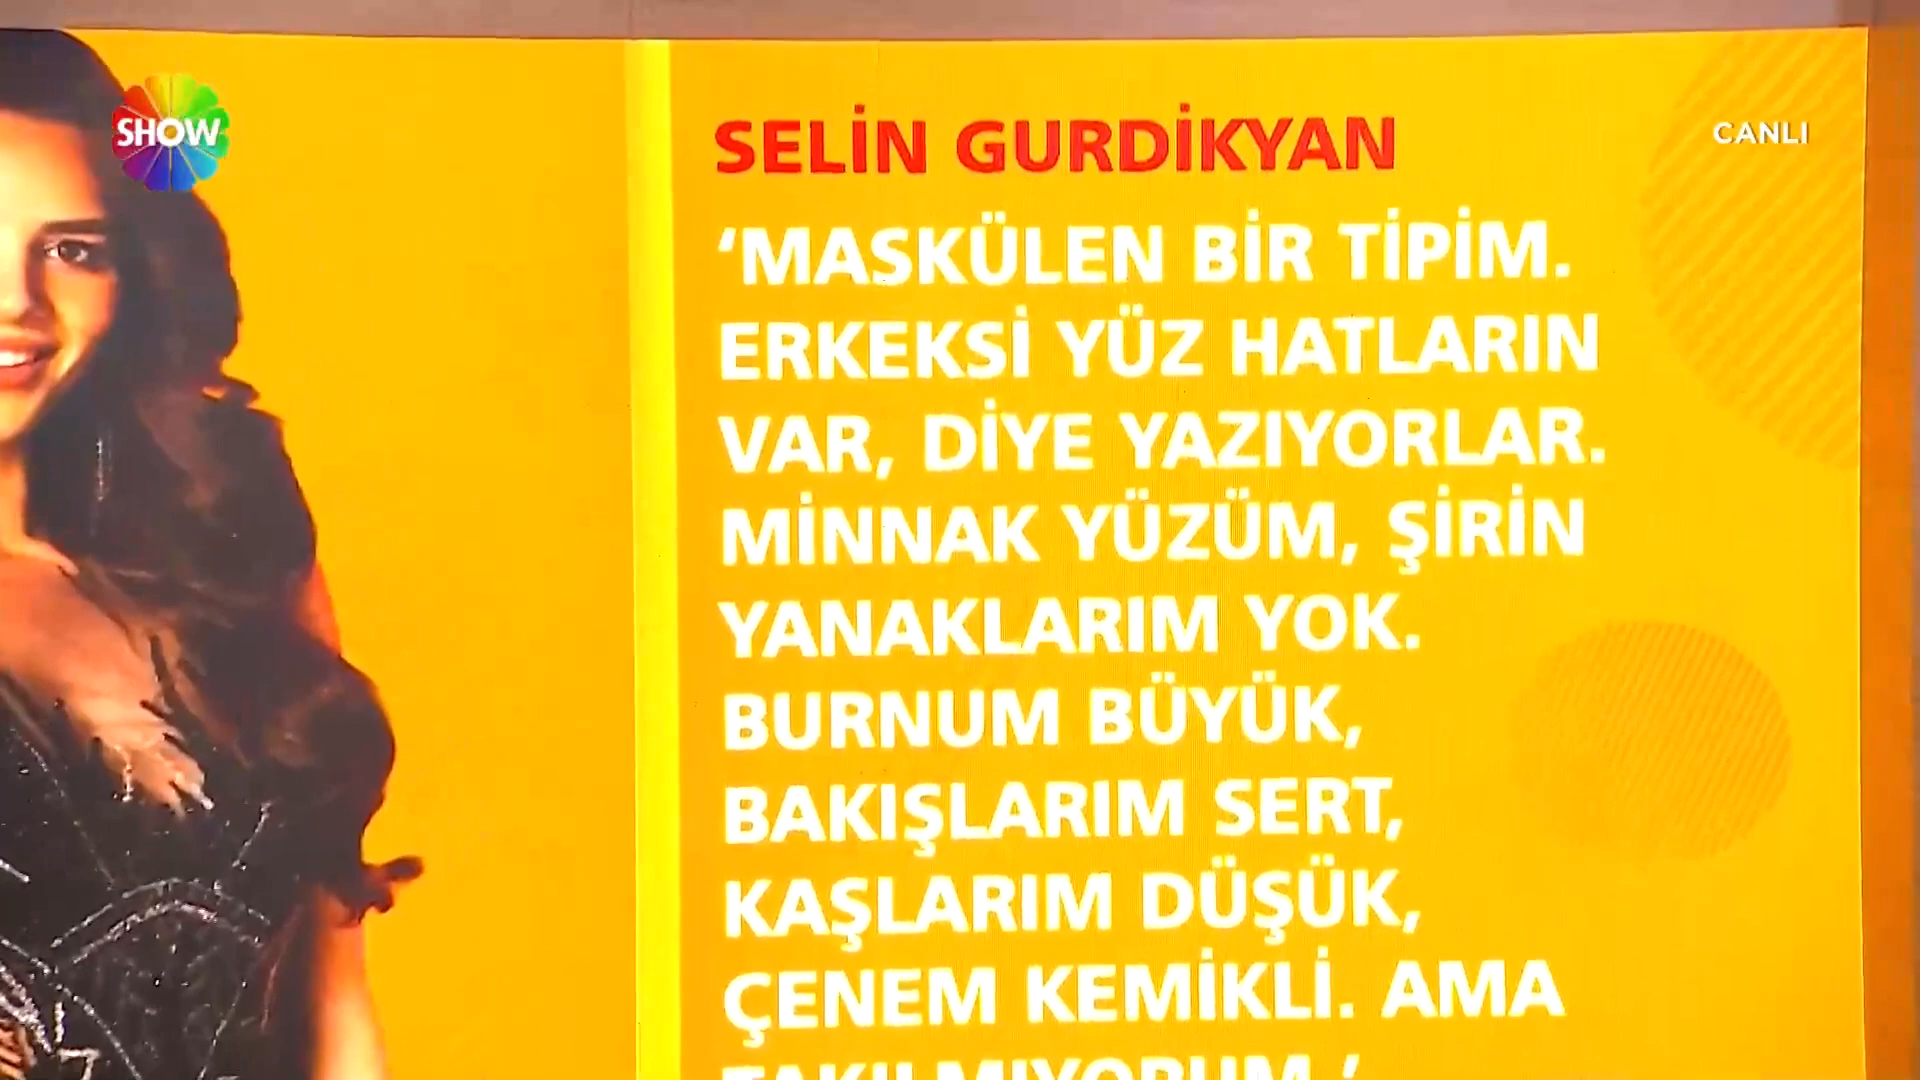 SHOW
CANLI
SELİN GURDİKYAN
‘MASKÜLEN BİR TİPİM.
ERKEKSİ YÜZ HATLARIN
VAR, DİYE YAZIYORLAR.
MİNNAK YÜZÜM, ŞİRİN
YANAKLARIM YOK.
BURNUM BÜYÜK,
BAKIŞLARIM SERT,
KAŞLARIM DÜŞÜK,
ÇENEM KEMİKLİ. AMA
TAKILMIYORUM.’